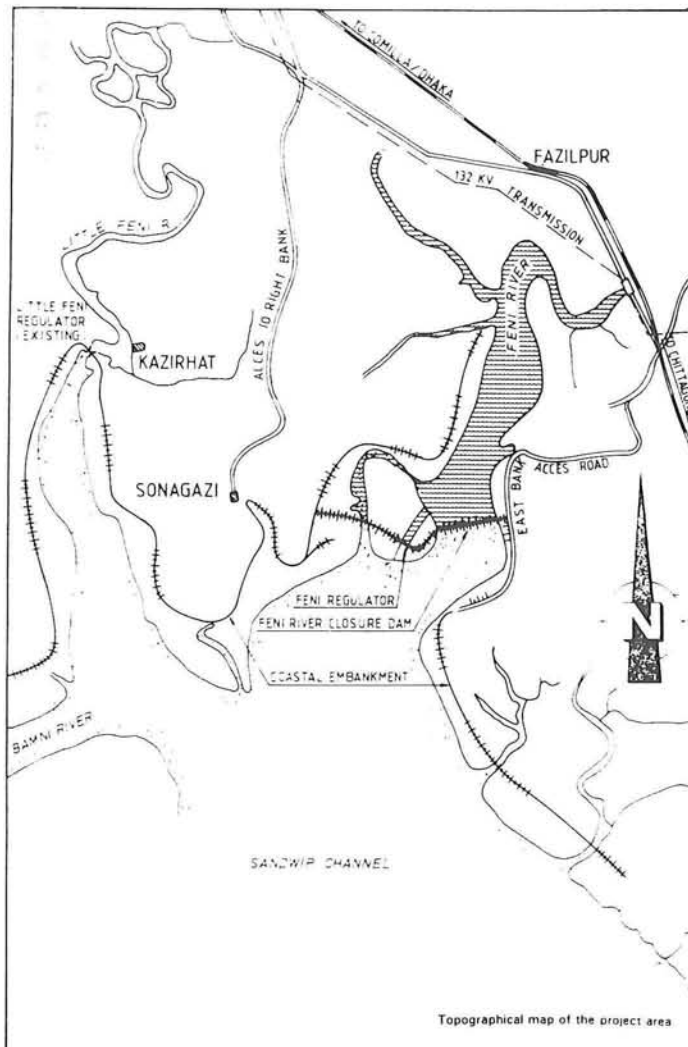 TO COMILLA/DHAKA
FAZILPUR
132 KV TRANSMISSION
LITTLE FENI R.
ACCES TO RIGHT BANK
FENI RIVER
LITTLE FENI
REGULATOR
EXISTING
KAZIRHAT
TO CHITTAGONG
SONAGAZI
EAST BANK
ACCES ROAD
FENI REGULATOR
FENI RIVER CLOSURE DAM
N
COASTAL EMBANKMENT
BAMNI RIVER
SANDWIP CHANNEL
Topographical map of the project area